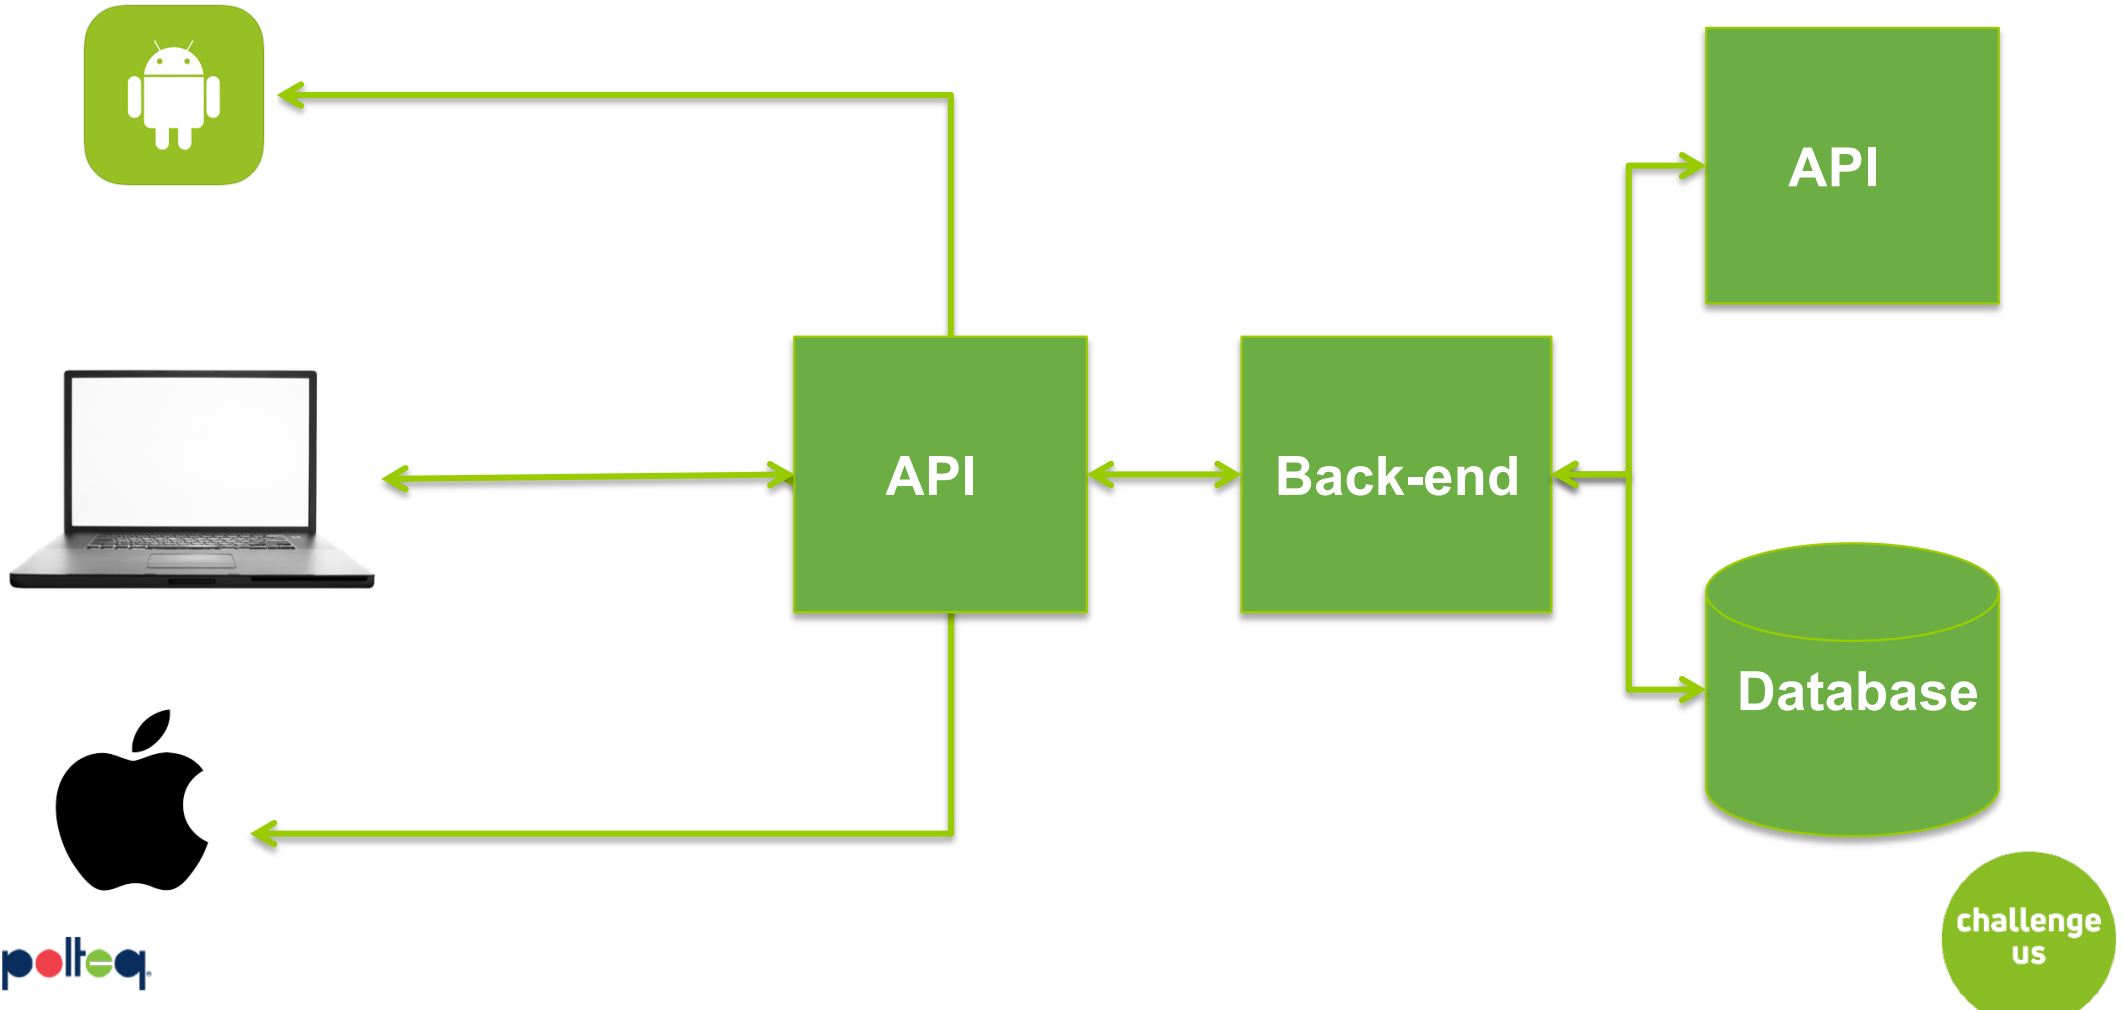 API
API
Back-end
Database
polteq
challenge
us